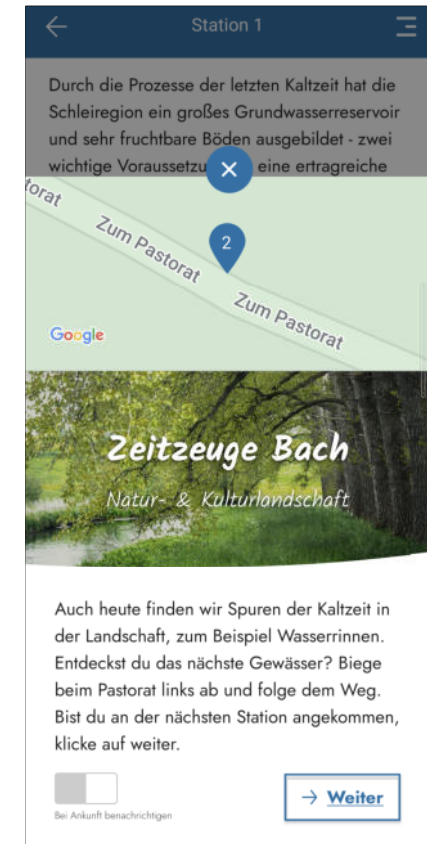 Station 1
Durch die Prozesse der letzten Kaltzeit hat die
Schleiregion ein großes Grundwasserreservoir
und sehr fruchtbare Böden ausgebildet - zwei
wichtige Voraussetzu eine ertragreiche
torat
Zum Pastorat
2
Zum Pastorat
Google
Zeitzeuge Bach
Natur- & Kulturlandschaft
Auch heute finden wir Spuren der Kaltzeit in
der Landschaft, zum Beispiel Wasserrinnen.
Entdeckst du das nächste Gewässer? Biege
beim Pastorat links ab und folge dem Weg.
Bist du an der nächsten Station angekommen,
klicke auf weiter.
Bei Ankunft benachrichtigen
→ Weiter